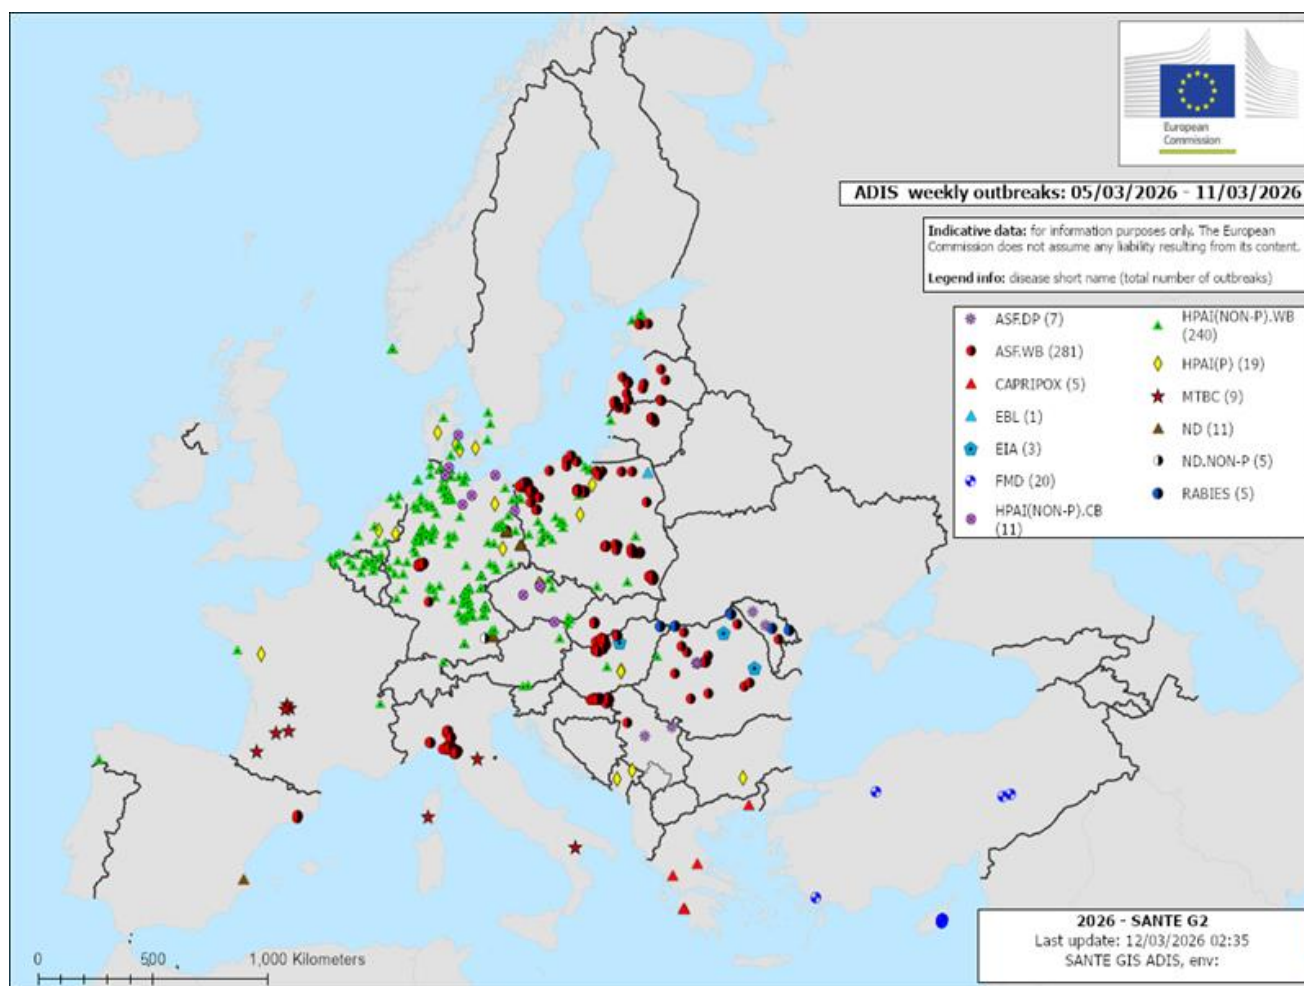 European
Commission
ADIS weekly outbreaks: 05/03/2026 - 11/03/2026
Indicative data: for information purposes only. The European
Commission does not assume any liability resulting from its content.
Legend info: disease short name (total number of outbreaks)
ASF.DP (7)
ASF.WB (281)
CAPRIPOX (5)
EBL (1)
EIA (3)
FMD (20)
HPAI(NON-P).CB
(11)
HPAI(NON-P).WB
(240)
HPAI(P) (19)
MTBC (9)
ND (11)
ND.NON-P (5)
RABIES (5)
0 500 1,000 Kilometers
2026 - SANTE G2
Last update: 12/03/2026 02:35
SANTE GIS ADIS, env: